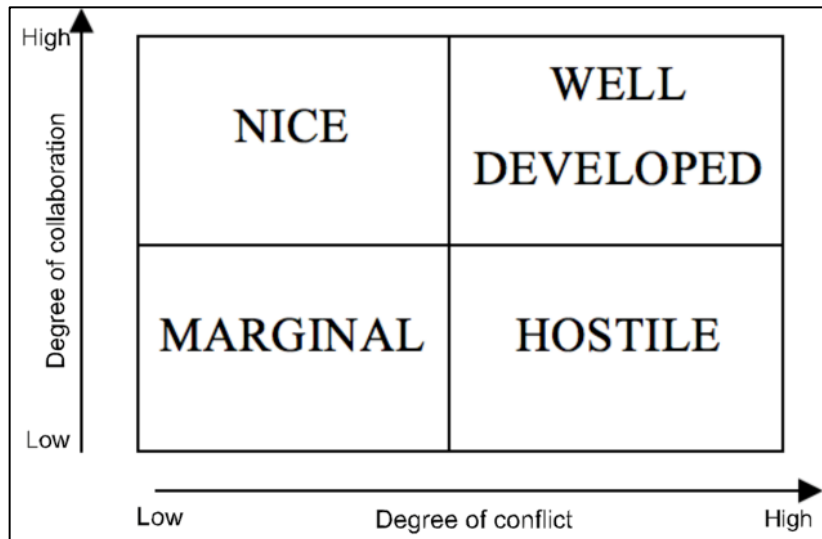 High
NICE
WELL
DEVELOPED
Degree of collaboration
MARGINAL
HOSTILE
Low
Low
Degree of conflict
High